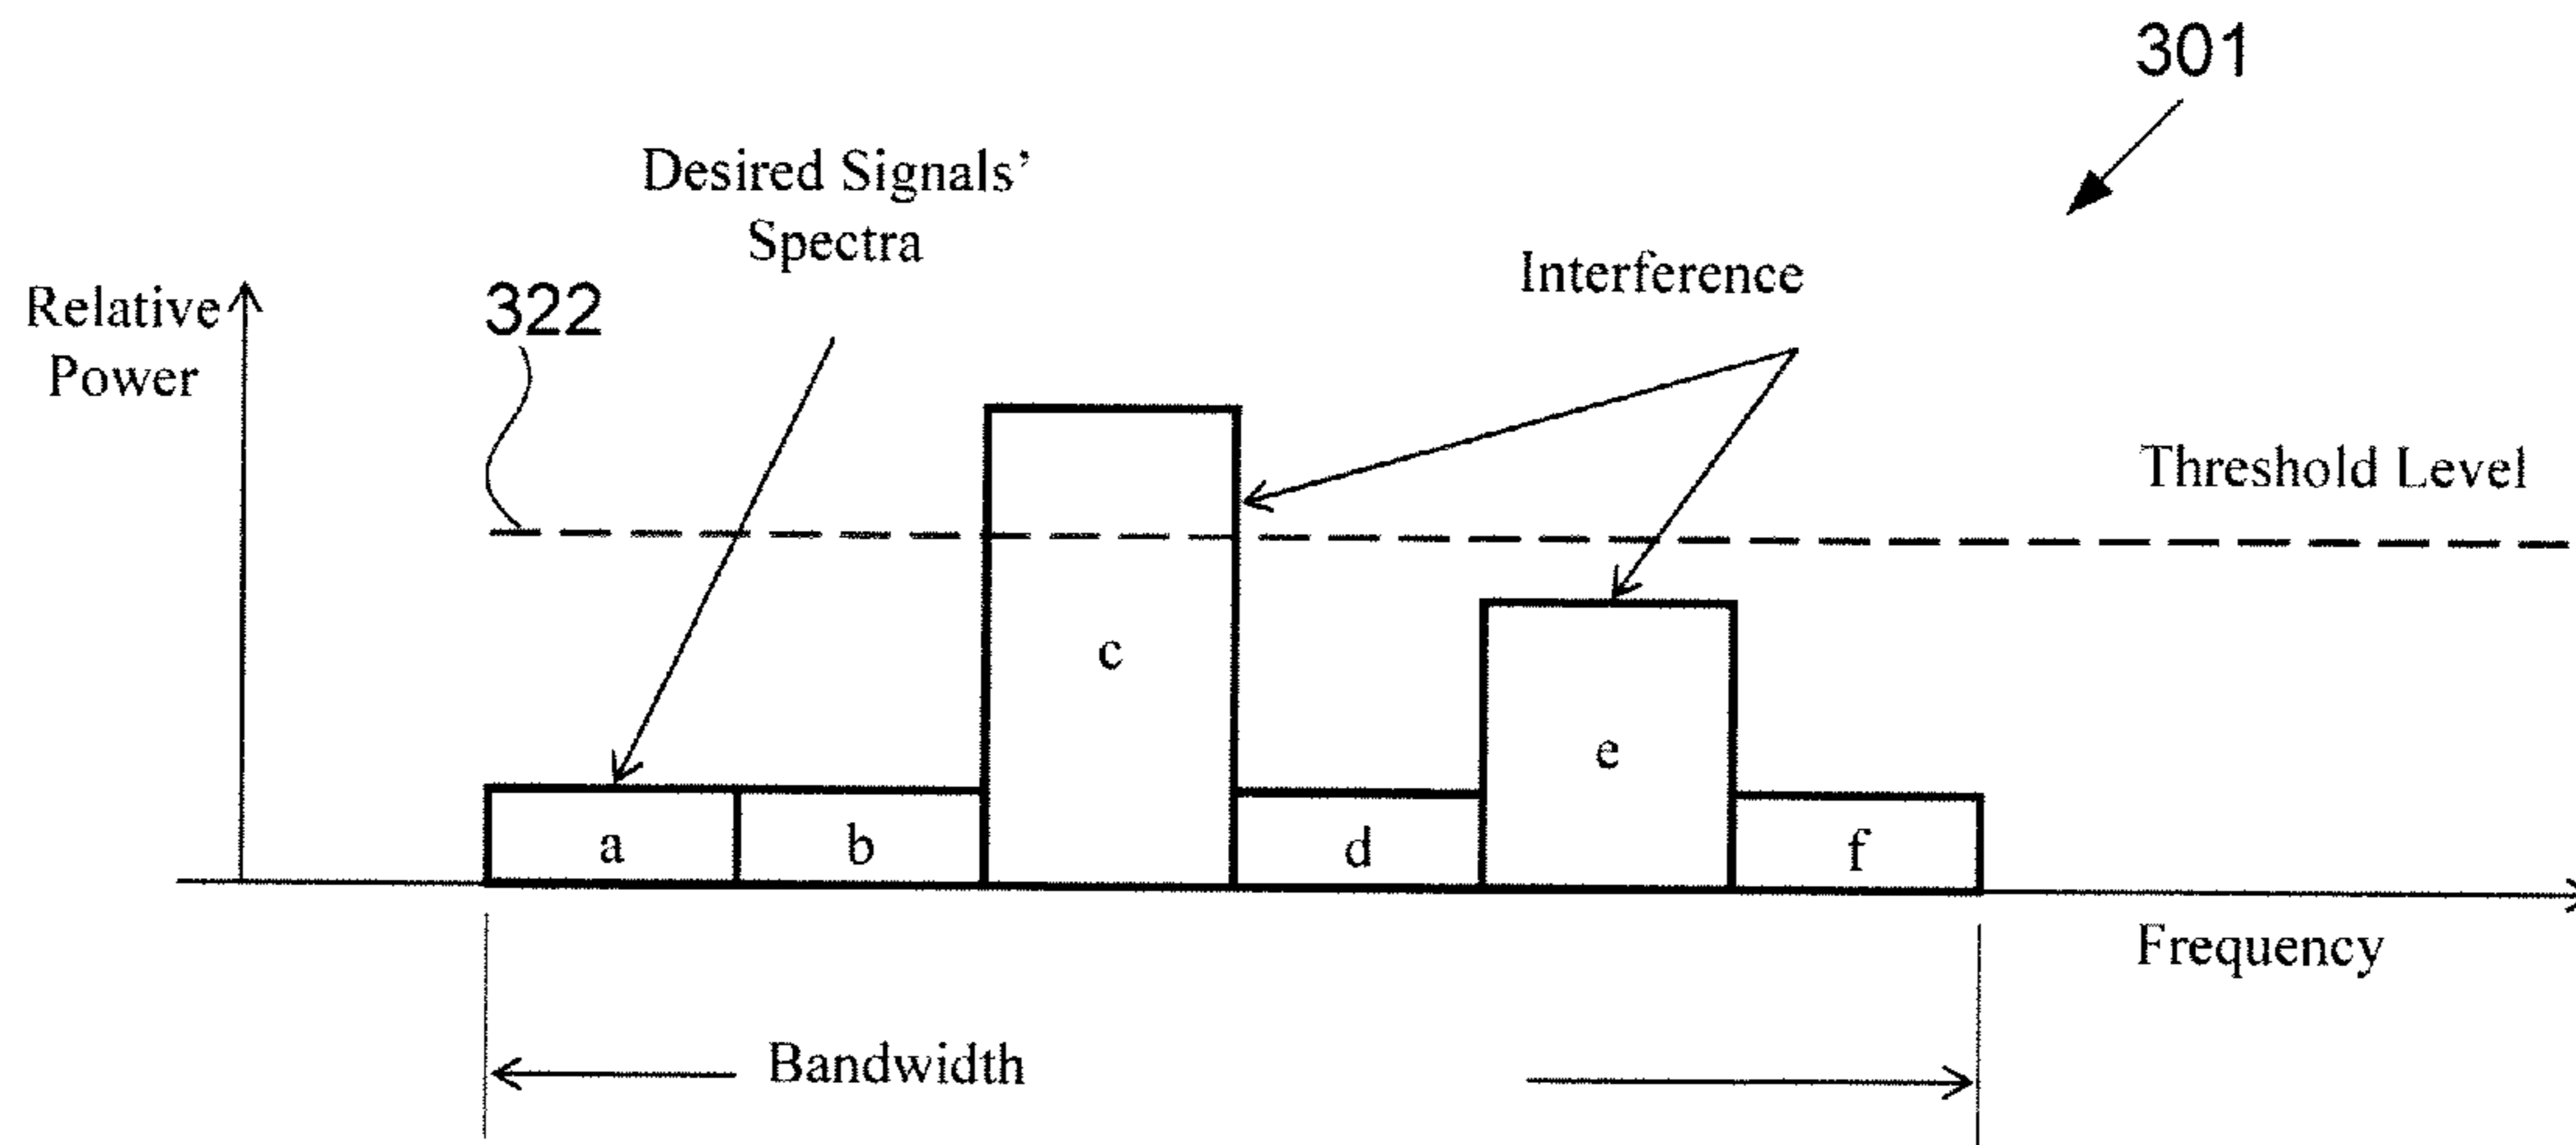 301
Desired Signals’
Spectra
Interference
Relative
Power
322
Threshold Level
c
e
a
b
d
f
Frequency
Bandwidth